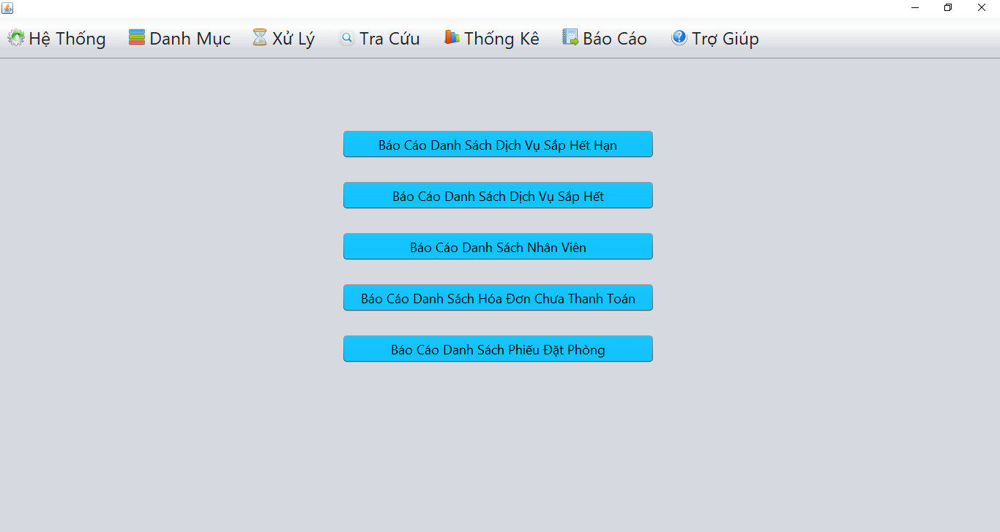 Hệ Thống Danh Mục Xử Lý Tra Cứu Thống Kê Báo Cáo Trợ Giúp
Báo Cáo Danh Sách Dịch Vụ Sắp Hết Hạn
Báo Cáo Danh Sách Dịch Vụ Sắp Hết
Báo Cáo Danh Sách Nhân Viên
Báo Cáo Danh Sách Hóa Đơn Chưa Thanh Toán
Báo Cáo Danh Sách Phiếu Đặt Phòng